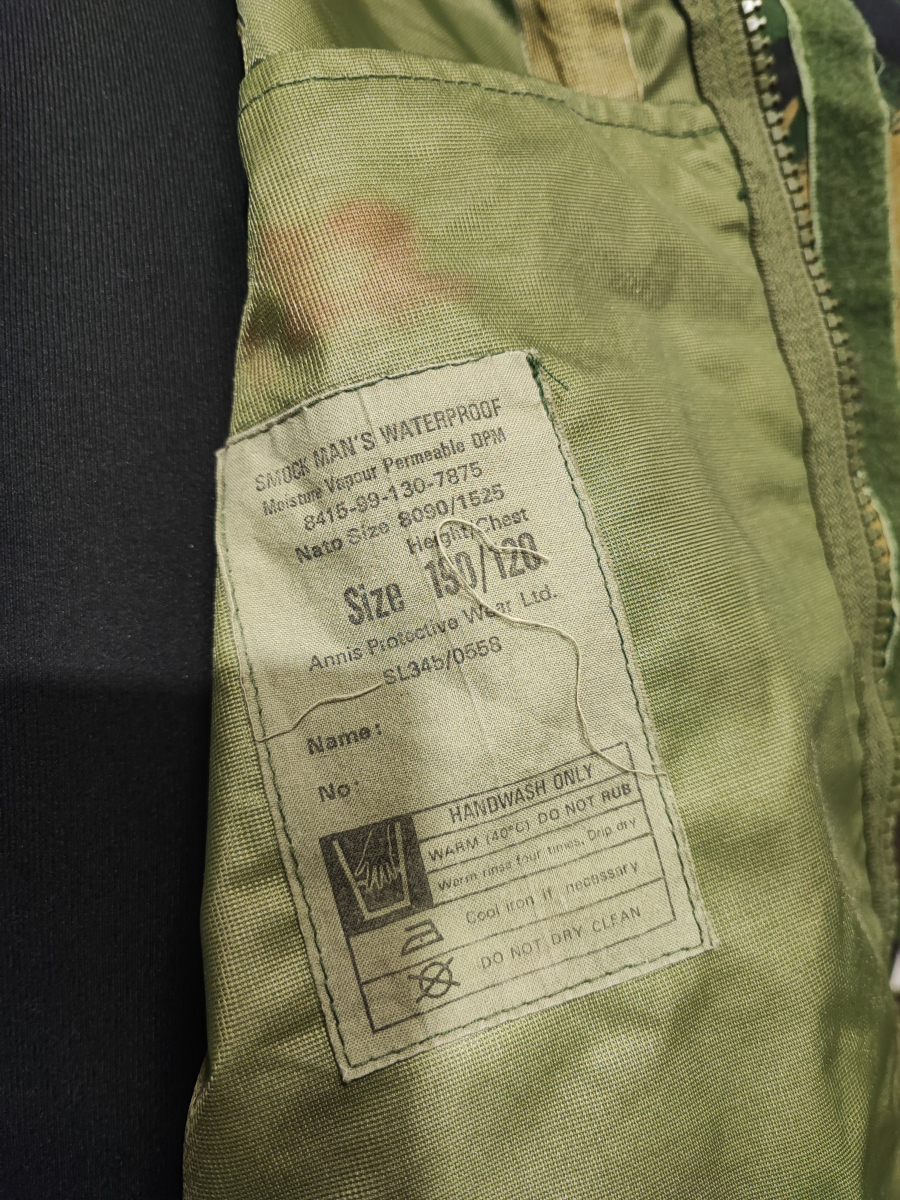 SMOCK MAN'S WATERPROOF
Moisture Vapour Permeable DPM
8415-99-130-7875
Nato Size 8090/1525
Height/Chest
Size 190/120
Annis Protective Wear Ltd.
SL34b/0558
Name:
No:
HANDWASH ONLY
WARM (40°C) DO NOT RUB
Warm rinse four times, Drip dry
Cool iron if necessary
DO NOT DRY CLEAN